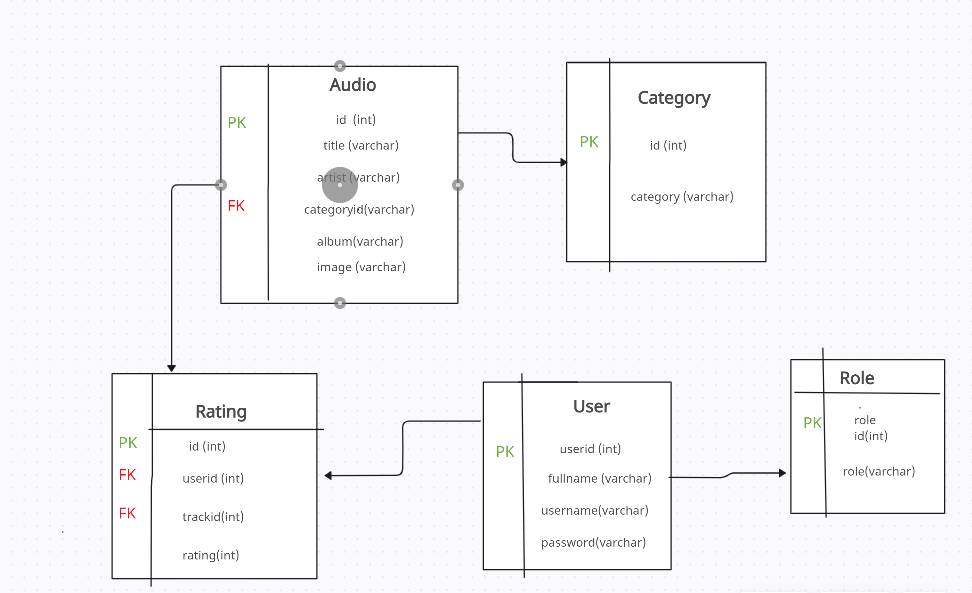 Audio
PK
id (int)
title (varchar)
artist (varchar)
FK
categoryid(varchar)
album(varchar)
image (varchar)
Category
PK
id (int)
category (varchar)
Rating
PK
id (int)
FK
userid (int)
FK
trackid(int)
rating(int)
User
PK
userid (int)
fullname (varchar)
username(varchar)
password(varchar)
Role
PK
role
id(int)
role(varchar)